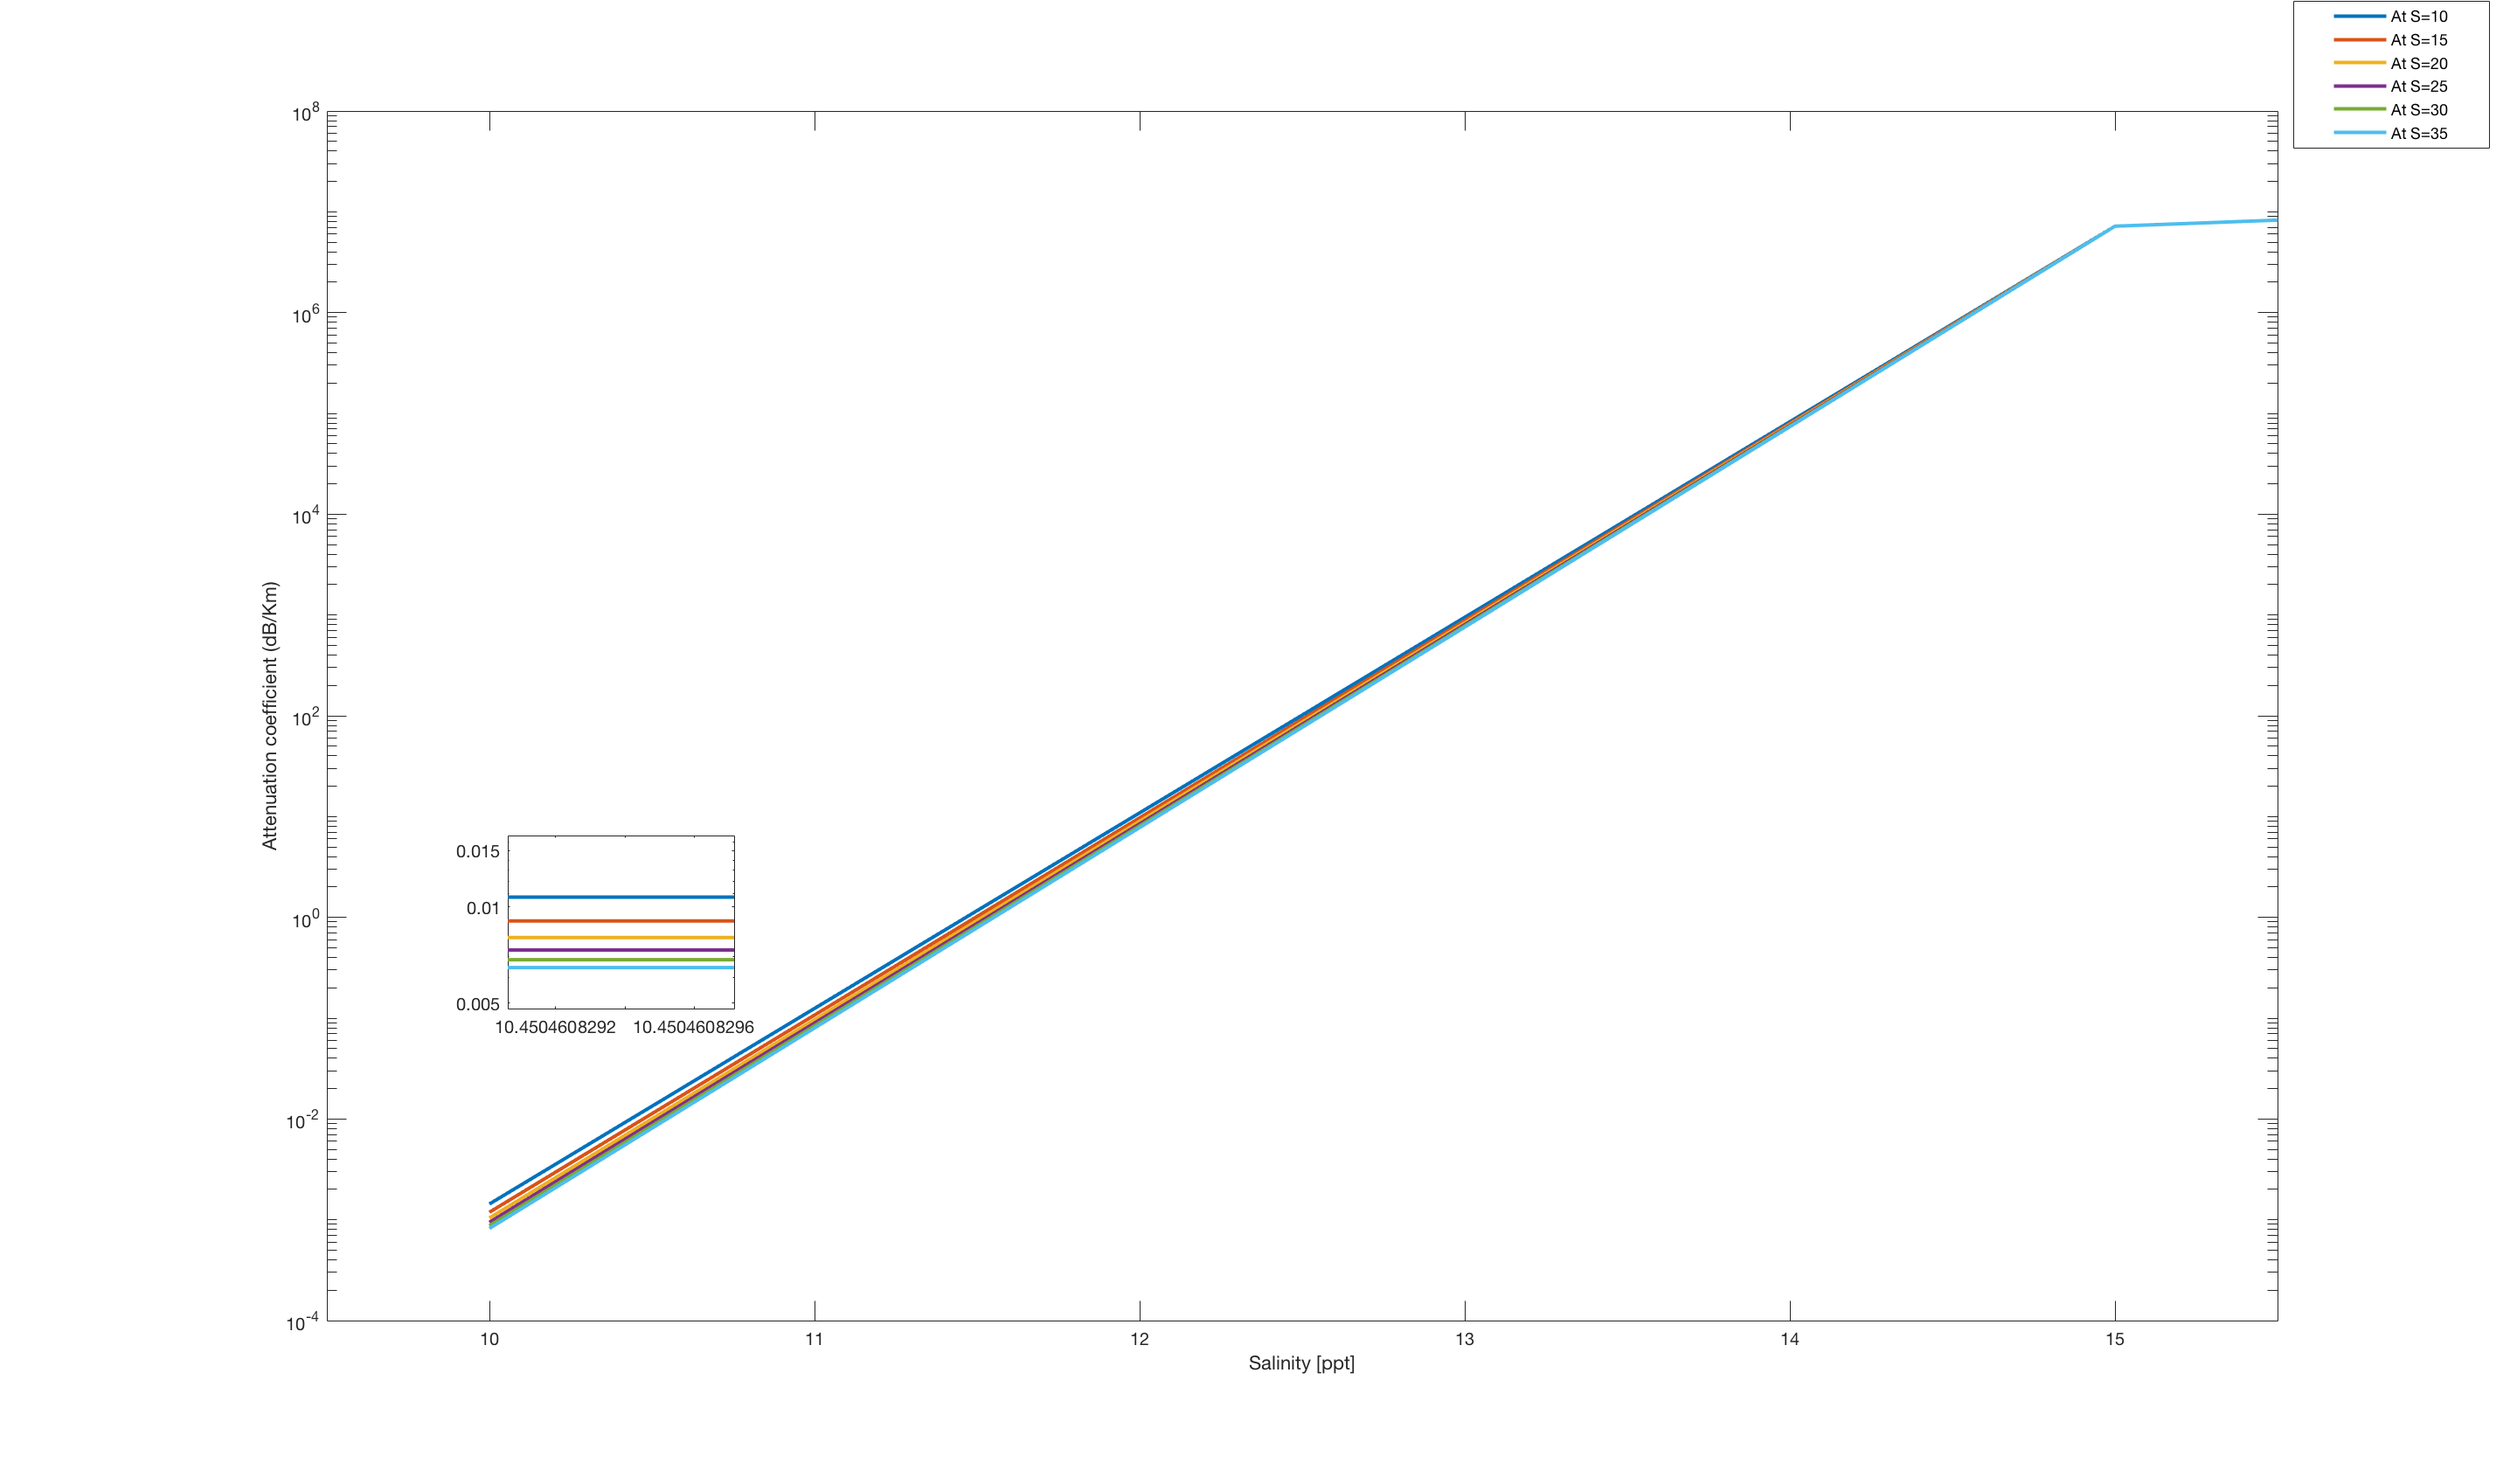 At S=10
At S=15
At S=20
At S=25
At S=30
At S=35
10^8
10^6
10^4
10^2
10^0
10^-2
10^-4
Attenuation coefficient (dB/Km)
0.015
0.01
0.005
10.4504608292 10.4504608296
10 11 12 13 14 15
Salinity [ppt]